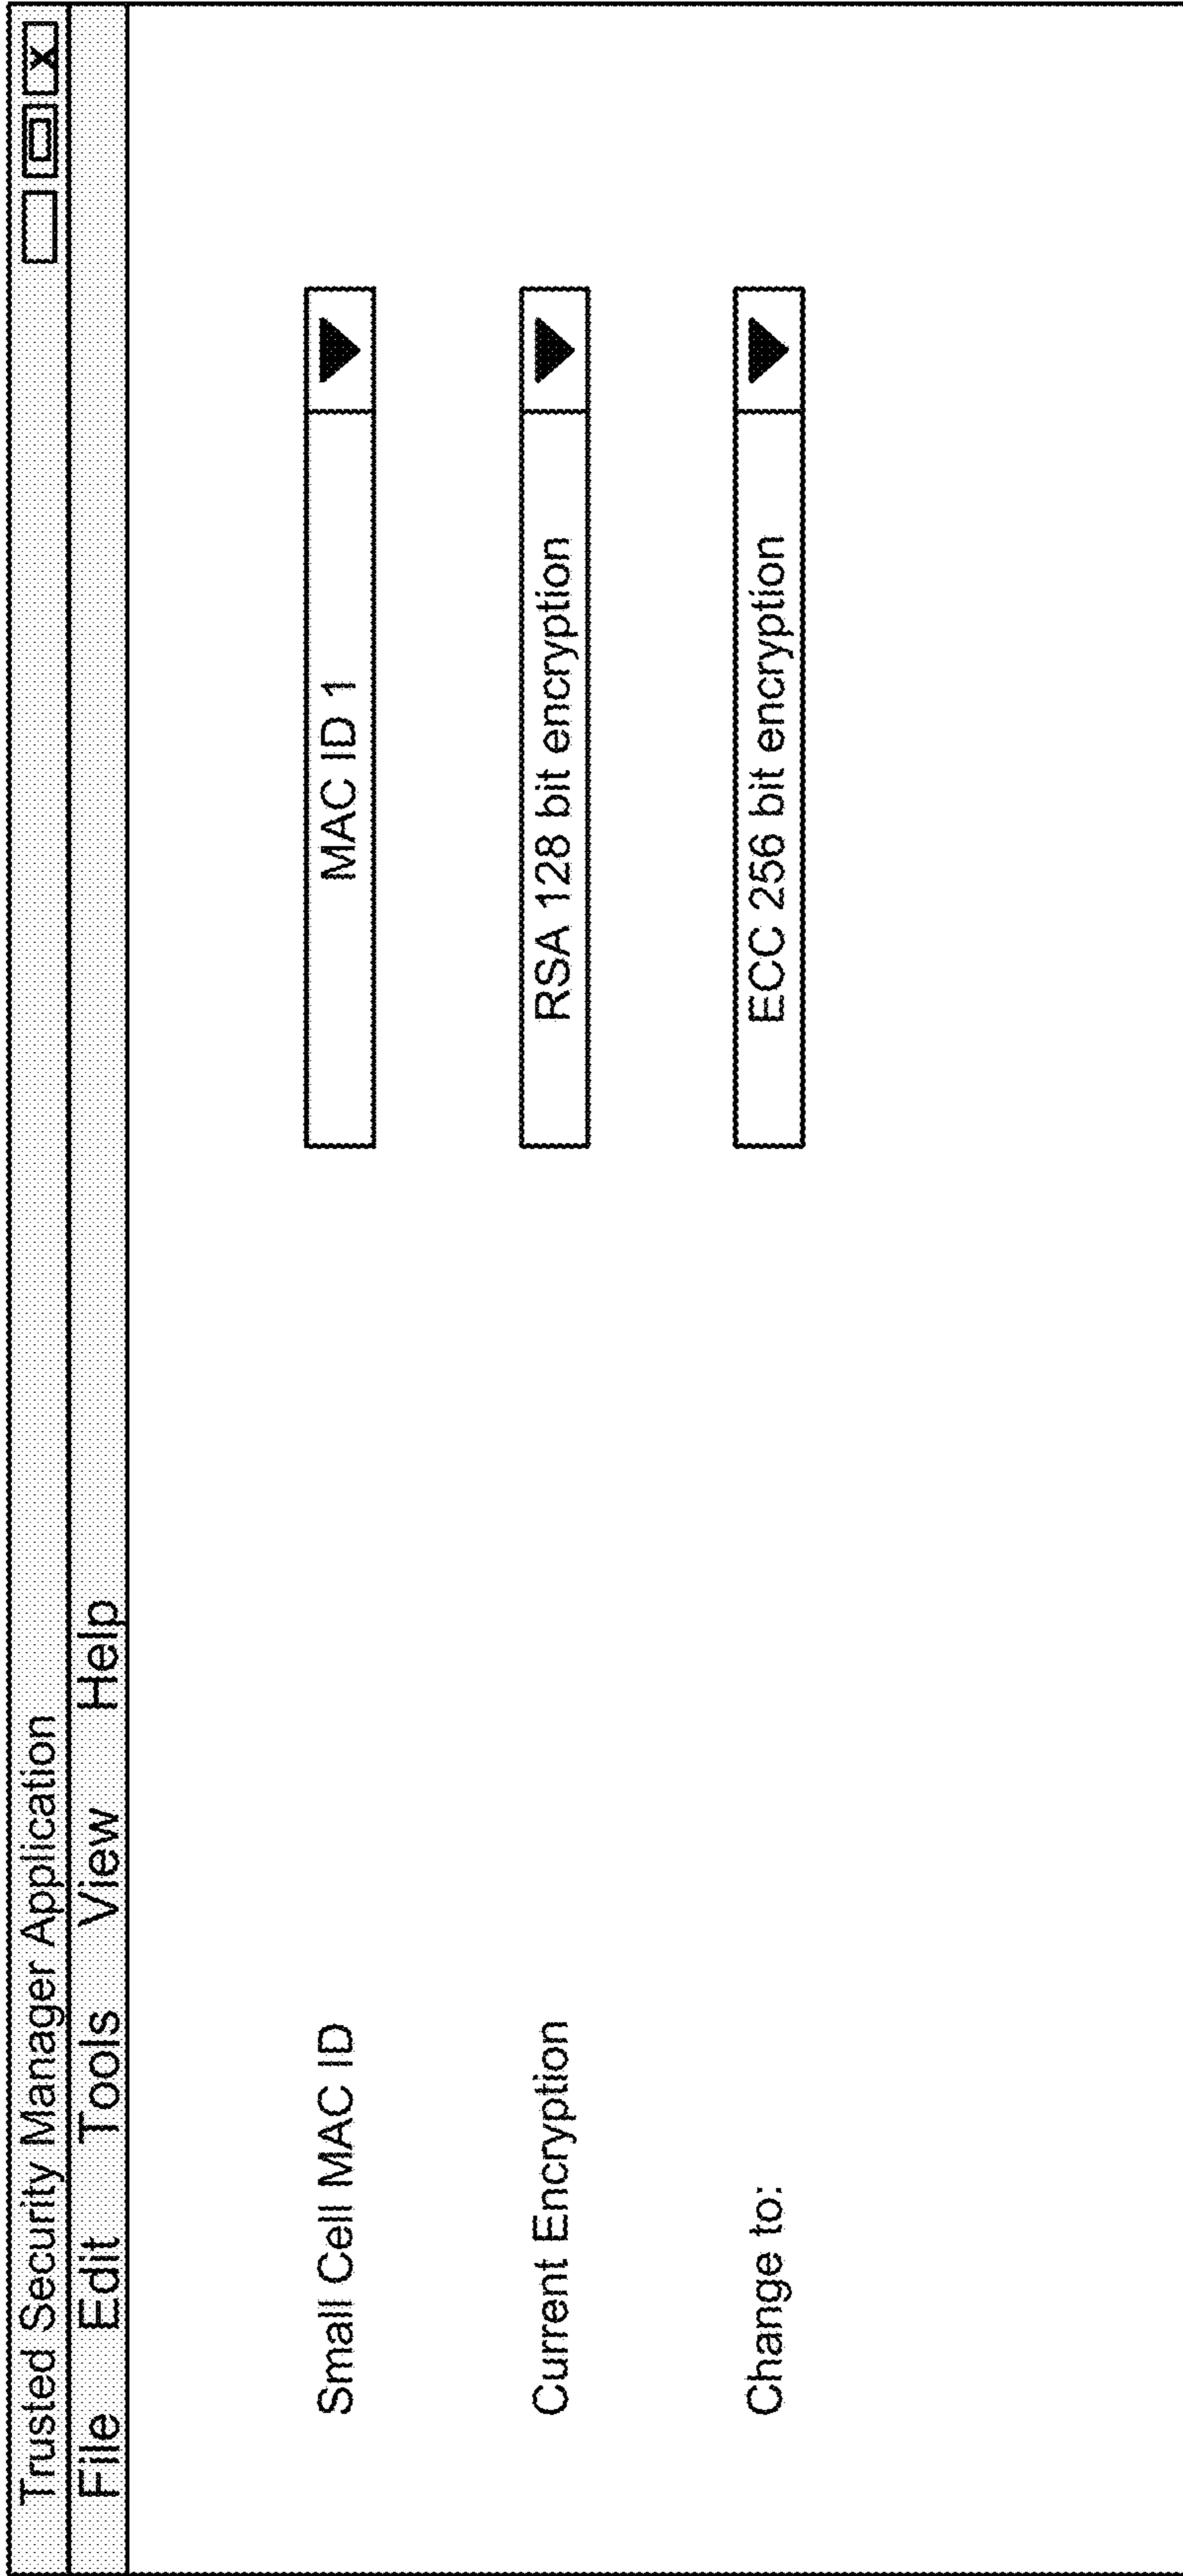 Trusted Security Manager Application
File Edit Tools View Help
Small Cell MAC ID MAC ID 1
Current Encryption RSA 128 bit encryption
Change to: ECC 256 bit encryption